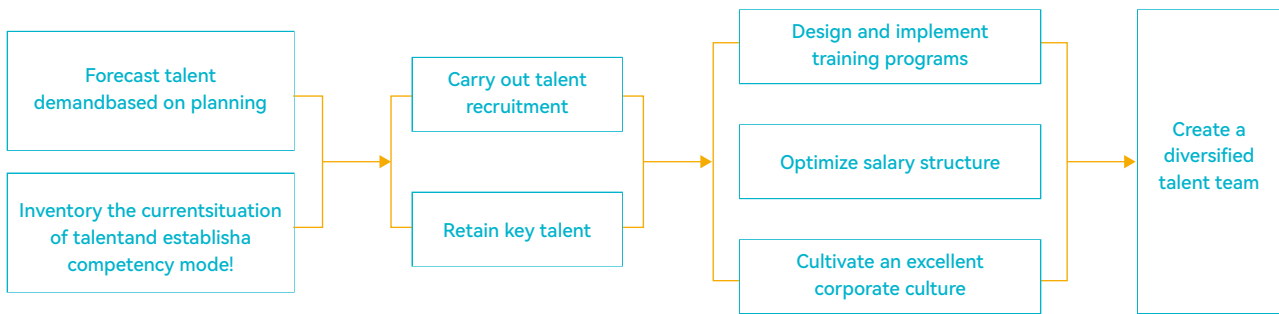 Forecast talent
demandbased on planning
Inventory the currentsituation
of talentand establisha
competency mode!
Carry out talent
recruitment
Retain key talent
Design and implement
training programs
Optimize salary structure
Cultivate an excellent
corporate culture
Create a
diversified
talent team